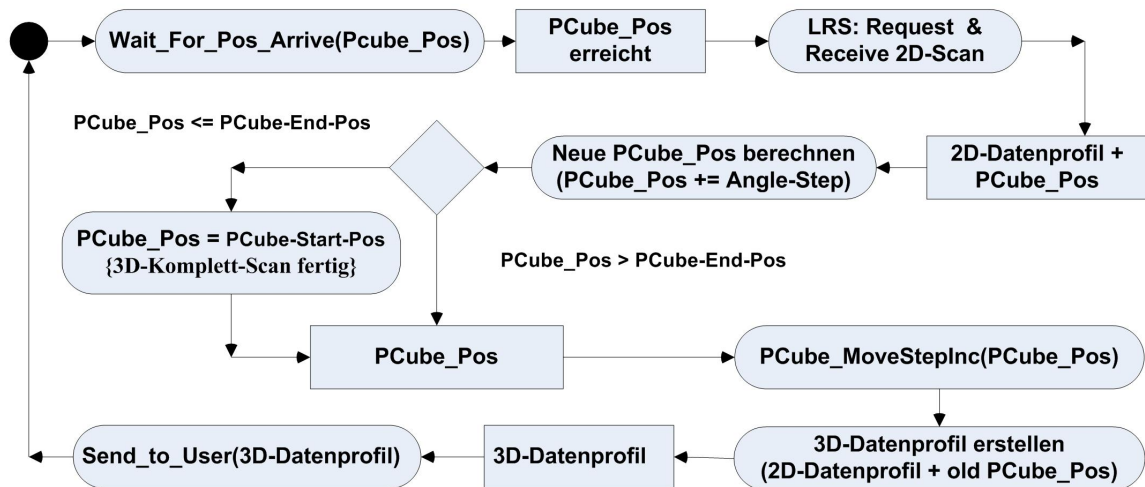 Wait_For_Pos_Arrive(Pcube_Pos)
PCube_Pos
erreicht
LRS: Request &
Receive 2D-Scan
PCube_Pos <= PCube-End-Pos
Neue PCube_Pos berechnen
(PCube_Pos += Angle-Step)
2D-Datenprofil +
PCube_Pos
PCube_Pos = PCube-Start-Pos
{3D-Komplett-Scan fertig}
PCube_Pos > PCube-End-Pos
PCube_Pos
PCube_MoveStepInc(PCube_Pos)
Send_to_User(3D-Datenprofil)
3D-Datenprofil
3D-Datenprofil erstellen
(2D-Datenprofil + old PCube_Pos)